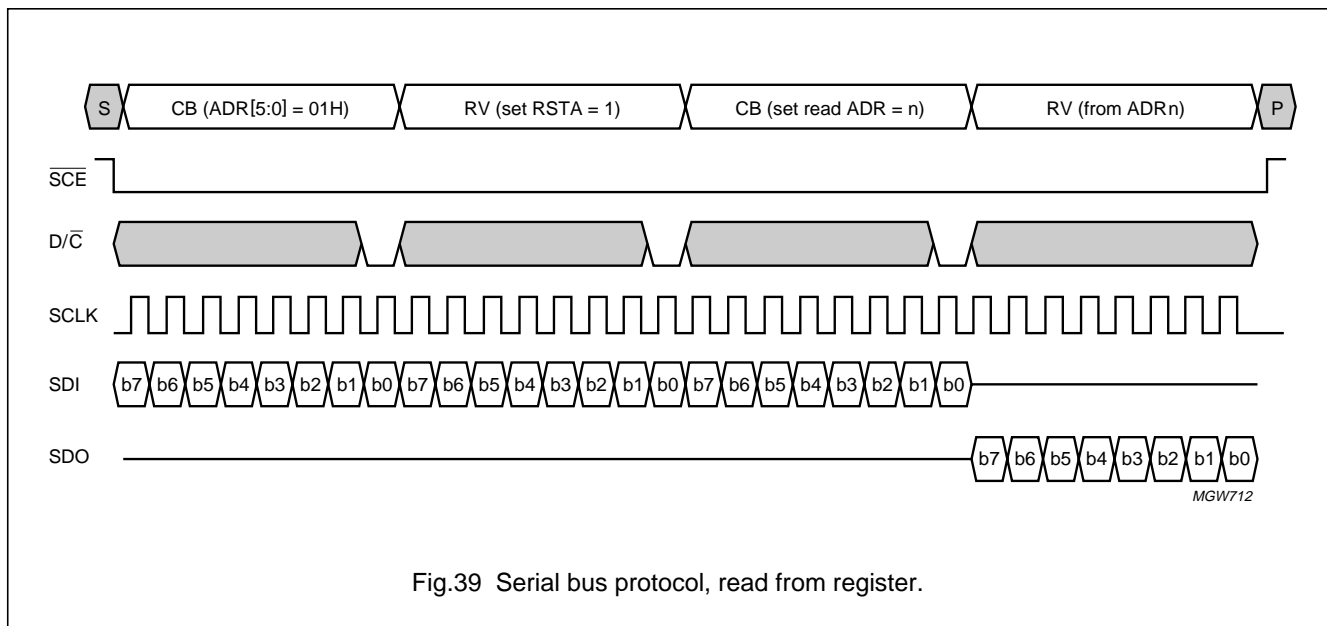 S CB (ADR[5:0] = 01H) RV (set RSTA = 1) CB (set read ADR = n) RV (from ADRn) P
SCE
D/C
SCLK
SDI b7 b6 b5 b4 b3 b2 b1 b0 b7 b6 b5 b4 b3 b2 b1 b0 b7 b6 b5 b4 b3 b2 b1 b0
SDO b7 b6 b5 b4 b3 b2 b1 b0
MGW712
Fig.39 Serial bus protocol, read from register.